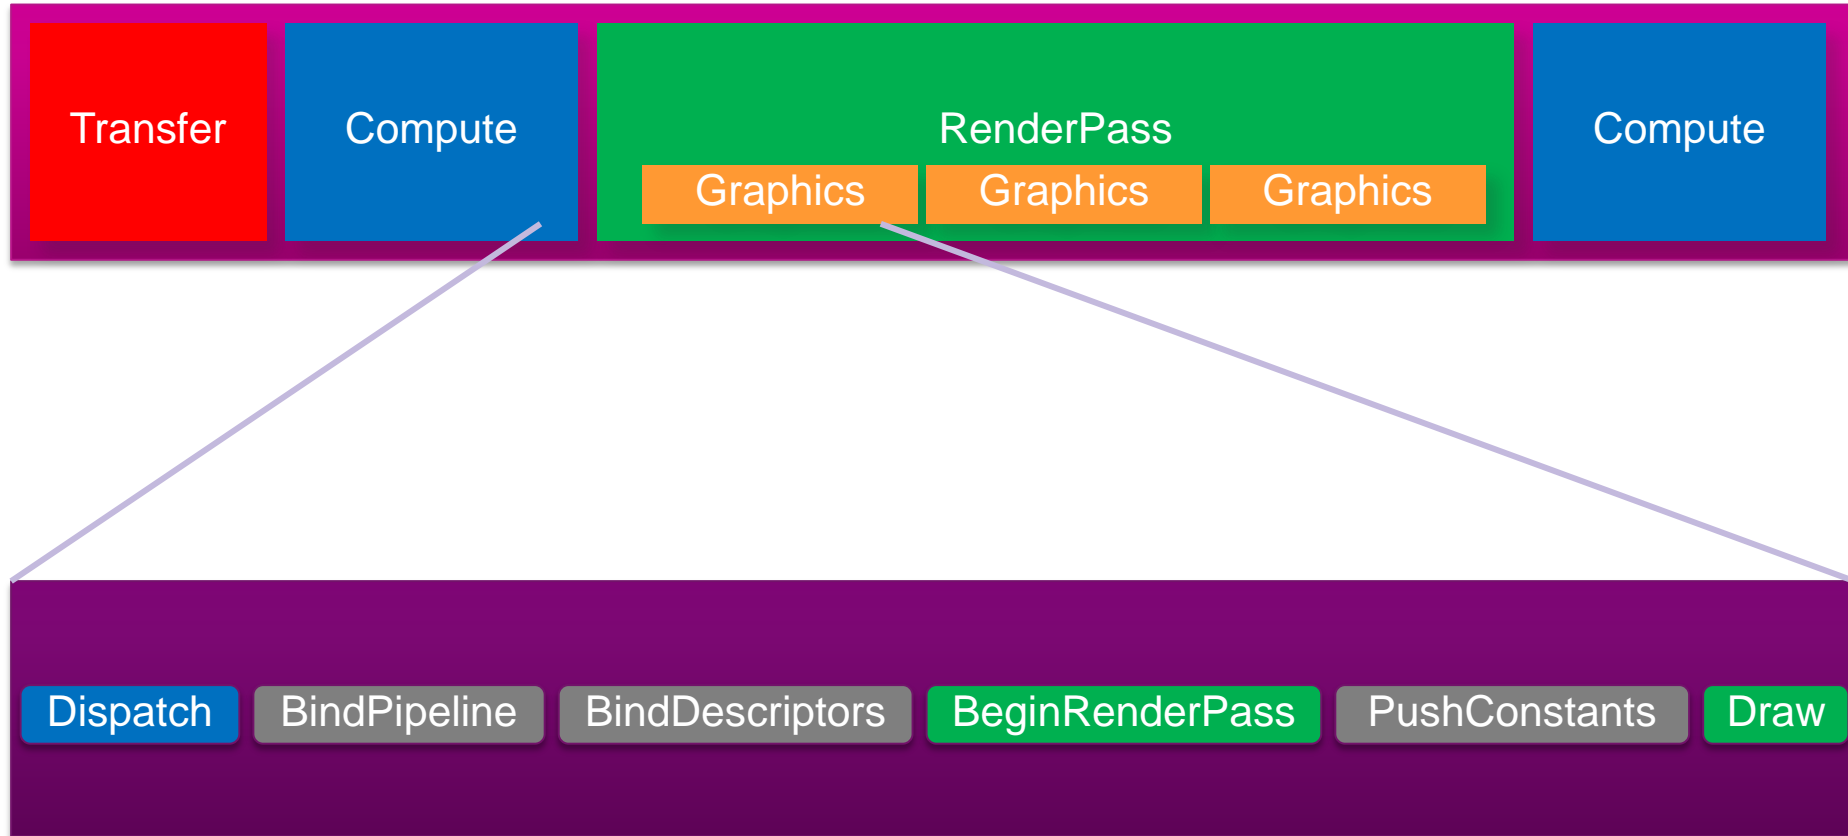 Transfer
Compute
RenderPass
Compute
Graphics
Graphics
Graphics
Dispatch
BindPipeline
BindDescriptors
BeginRenderPass
PushConstants
Draw